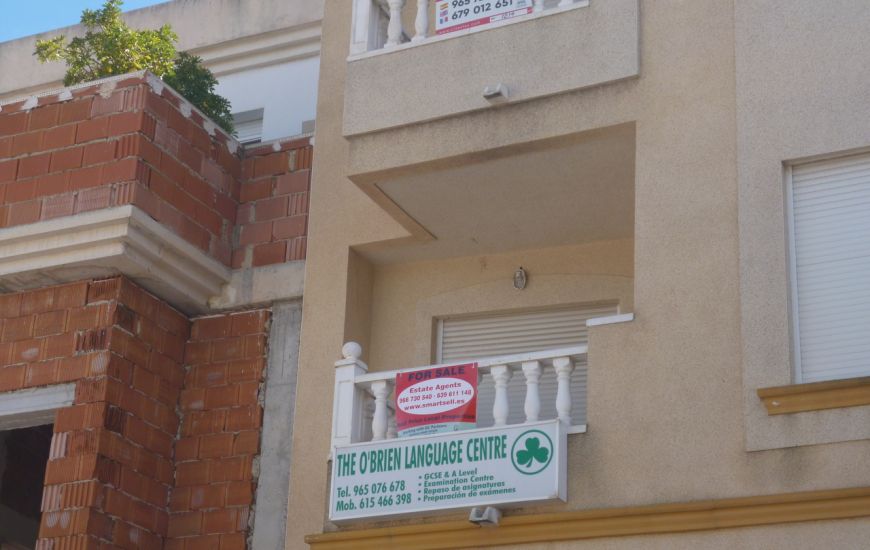 679 012 651
FOR SALE
Estate Agents
966 730 540 - 639 611 148
www.smartsell.es
THE O'BRIEN LANGUAGE CENTRE
Tel. 965 076 678
Mob. 615 466 398
• GCSE & A Level
• Examination Centre
• Repaso de asignaturas
• Preparación de exámenes